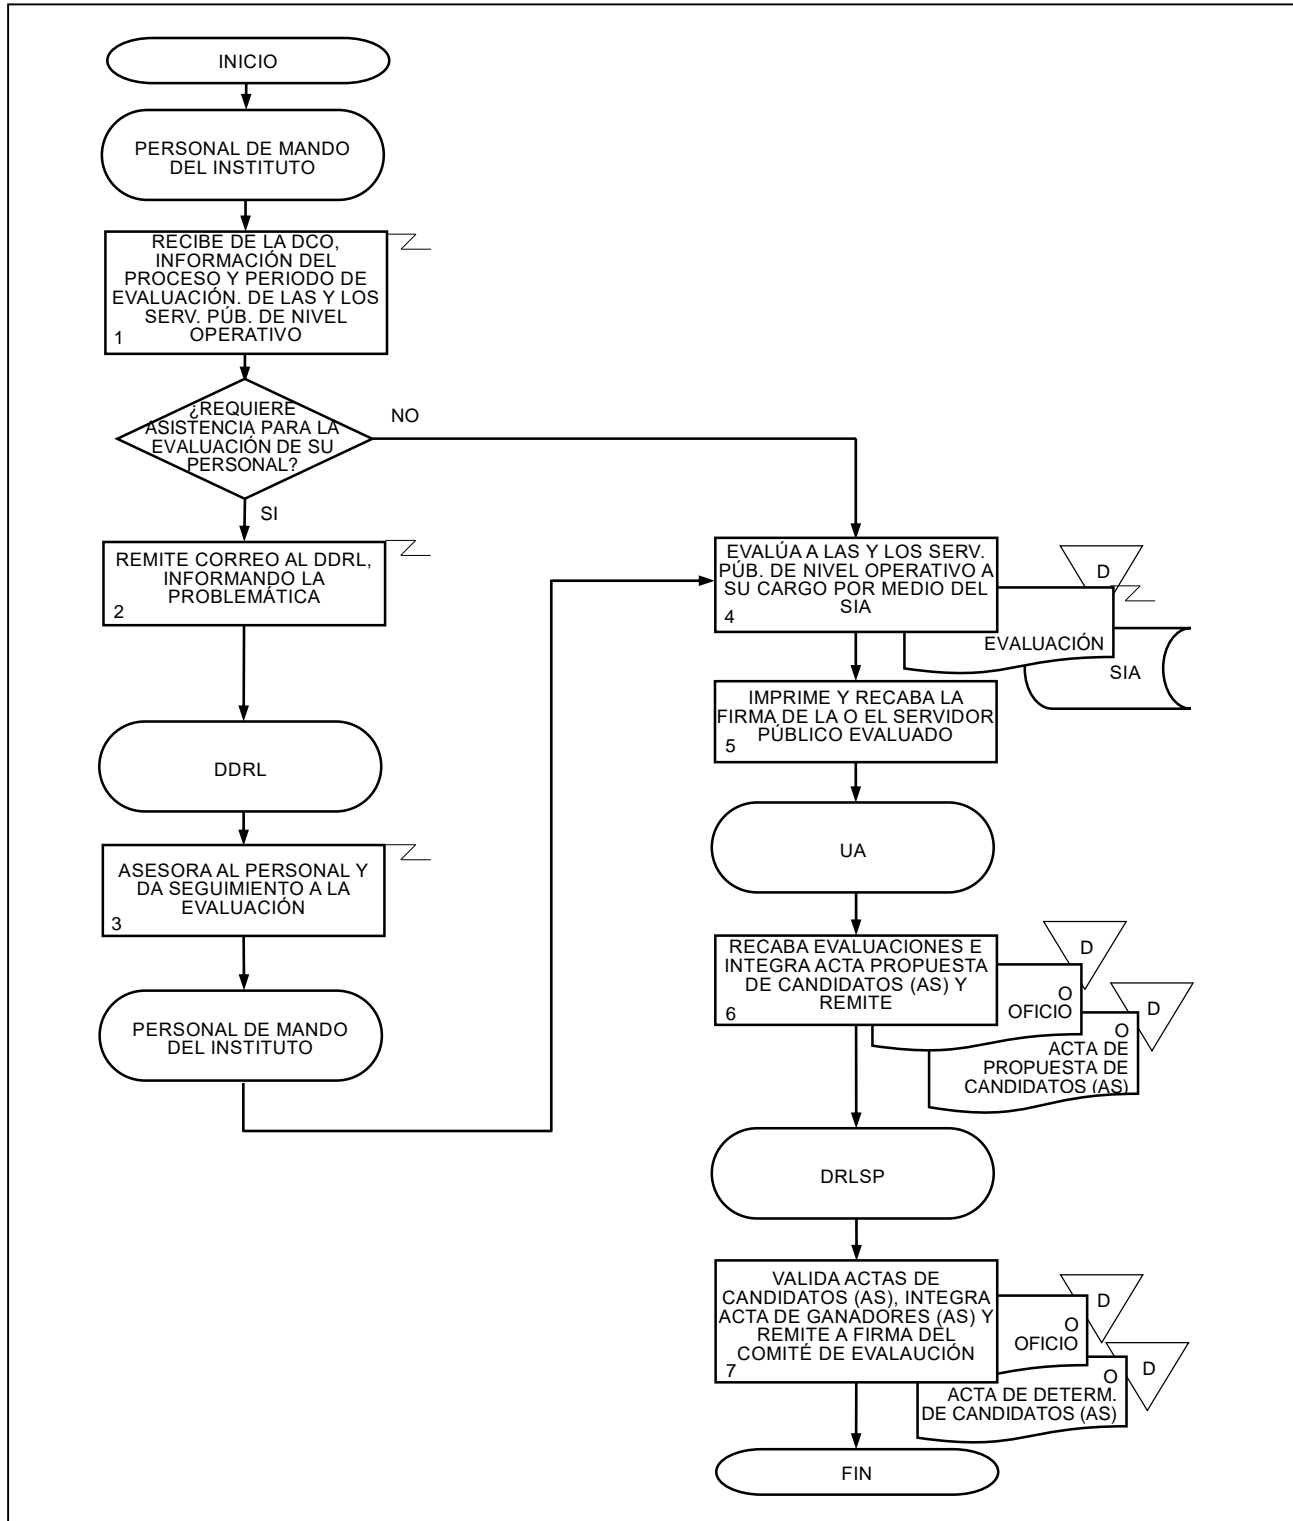 INICIO
PERSONAL DE MANDO
DEL INSTITUTO
RECIBE DE LA DCO,
INFORMACIÓN DEL
PROCESO Y PERIODO DE
EVALUACIÓN. DE LAS Y LOS
SERV. PÚB. DE NIVEL
OPERATIVO
1
¿REQUIERE
ASISTENCIA PARA LA
EVALUACIÓN DE SU
PERSONAL?
NO
SI
REMITE CORREO AL DDRL,
INFORMANDO LA
PROBLEMÁTICA
2
DDRL
ASESORA AL PERSONAL Y
DA SEGUIMIENTO A LA
EVALUACIÓN
3
PERSONAL DE MANDO
DEL INSTITUTO
EVALÚA A LAS Y LOS SERV.
PÚB. DE NIVEL OPERATIVO A
SU CARGO POR MEDIO DEL
SIA
4
D
EVALUACIÓN
SIA
IMPRIME Y RECABA LA
FIRMA DE LA O EL SERVIDOR
PÚBLICO EVALUADO
5
UA
RECABA EVALUACIONES E
INTEGRA ACTA PROPUESTA
DE CANDIDATOS (AS) Y
REMITE
6
D
O
OFICIO
D
O
ACTA DE
PROPUESTA DE
CANDIDATOS (AS)
DRLSP
VALIDA ACTAS DE
CANDIDATOS (AS), INTEGRA
ACTA DE GANADORES (AS) Y
REMITE A FIRMA DEL
COMITÉ DE EVALAUCIÓN
7
D
O
OFICIO
D
O
ACTA DE DETERM.
DE CANDIDATOS (AS)
FIN